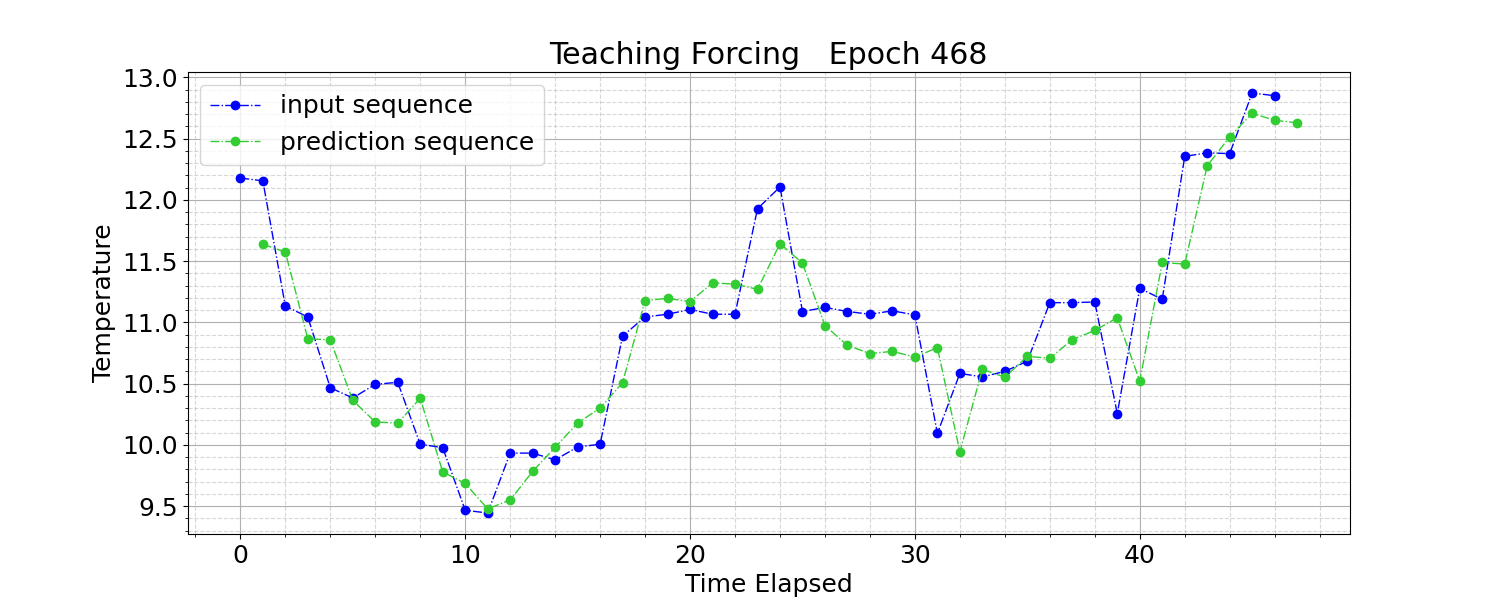 Teaching Forcing   Epoch 468
input sequence
prediction sequence
13.0
12.5
12.0
11.5
11.0
10.5
10.0
9.5
Temperature
0 10 20 30 40
Time Elapsed